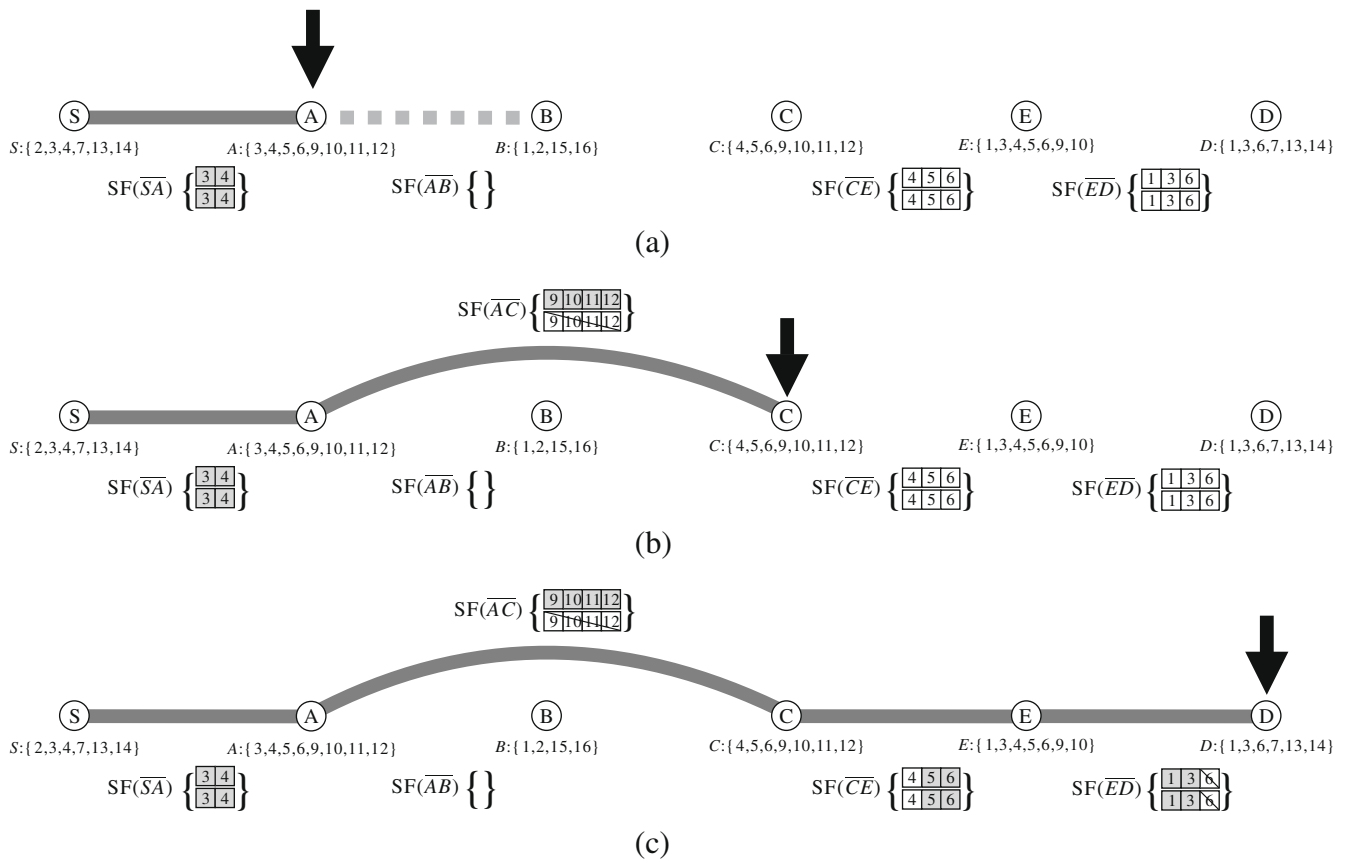 S A B C E D
S:{2,3,4,7,13,14} A:{3,4,5,6,9,10,11,12} B:{1,2,15,16} C:{4,5,6,9,10,11,12} E:{1,3,4,5,6,9,10} D:{1,3,6,7,13,14}
SF(SA) { 3 4 } SF(AB) { } SF(CE) { 4 5 6 } SF(ED) { 1 3 6 }
3 4 4 5 6 1 3 6
(a)
SF(AC) { 9 10 11 12 }
9 10 11 12
S A B C E D
S:{2,3,4,7,13,14} A:{3,4,5,6,9,10,11,12} B:{1,2,15,16} C:{4,5,6,9,10,11,12} E:{1,3,4,5,6,9,10} D:{1,3,6,7,13,14}
SF(SA) { 3 4 } SF(AB) { } SF(CE) { 4 5 6 } SF(ED) { 1 3 6 }
3 4 4 5 6 1 3 6
(b)
SF(AC) { 9 10 11 12 }
9 10 11 12
S A B C E D
S:{2,3,4,7,13,14} A:{3,4,5,6,9,10,11,12} B:{1,2,15,16} C:{4,5,6,9,10,11,12} E:{1,3,4,5,6,9,10} D:{1,3,6,7,13,14}
SF(SA) { 3 4 } SF(AB) { } SF(CE) { 4 5 6 } SF(ED) { 1 3 6 }
3 4 4 5 6 1 3 6
(c)